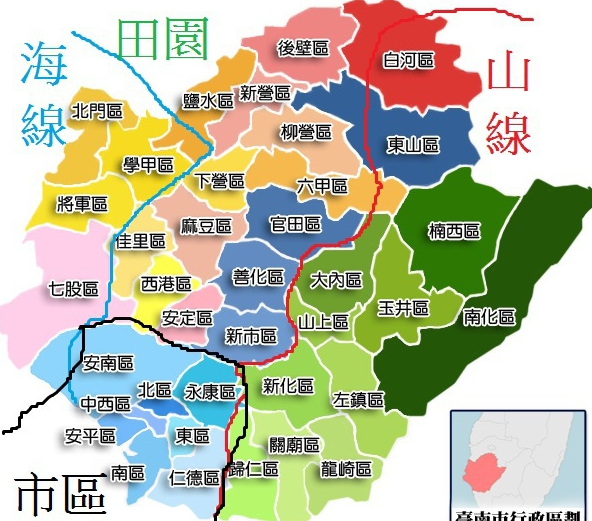 田園
海線
山線
後壁區
白河區
新營區
鹽水區
北門區
柳營區
東山區
學甲區
下營區
六甲區
將軍區
麻豆區
官田區
楠西區
佳里區
善化區
大內區
七股區
西港區
玉井區
南化區
安定區
山上區
新市區
安南區
永康區
新化區
北區
左鎮區
中西區
安平區
東區
關廟區
南區
仁德區
歸仁區
龍崎區
市區
臺南市行政區劃